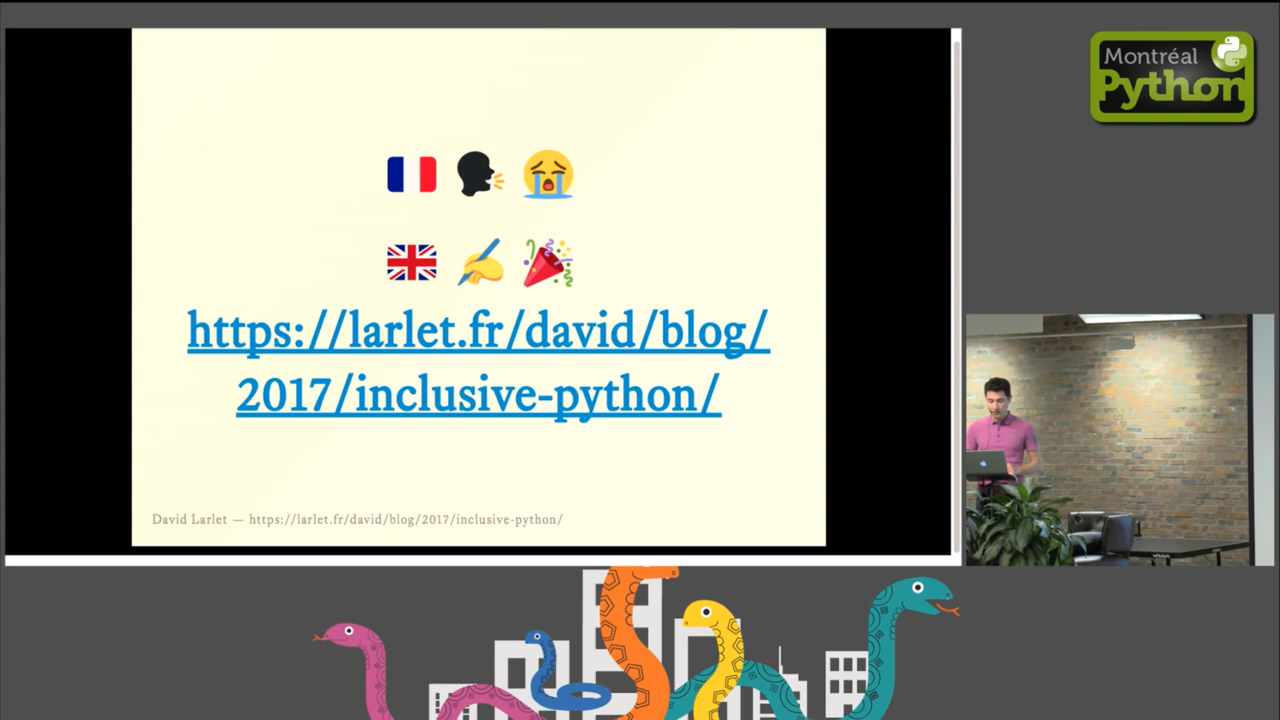 Montréal
Python
https://larlet.fr/david/blog/
2017/inclusive-python/
David Larlet — https://larlet.fr/david/blog/2017/inclusive-python/